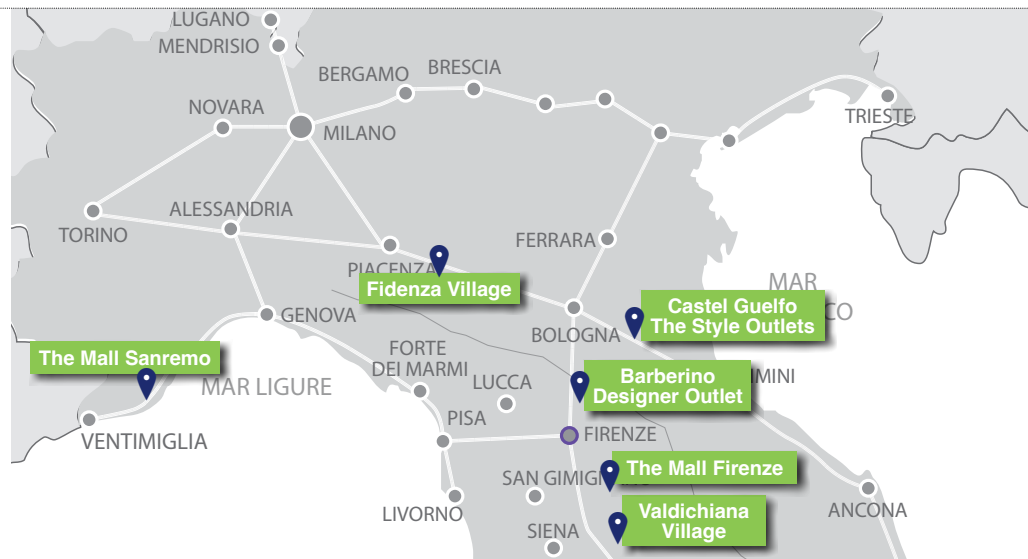 LUGANO
MENDRISIO
BERGAMO
BRESCIA
NOVARA
MILANO
TRIESTE
ALESSANDRIA
TORINO
FERRARA
PIACENZA
Fidenza Village
MAR
CO
Castel Guelfo
The Style Outlets
GENOVA
BOLOGNA
The Mall Sanremo
MAR LIGURE
FORTE
DEI MARMI
LUCCA
Barberino
Designer Outlet
IMINI
PISA
VENTIMIGLIA
FIRENZE
The Mall Firenze
SAN GIMIG
LIVORNO
Valdichiana
Village
ANCONA
SIENA